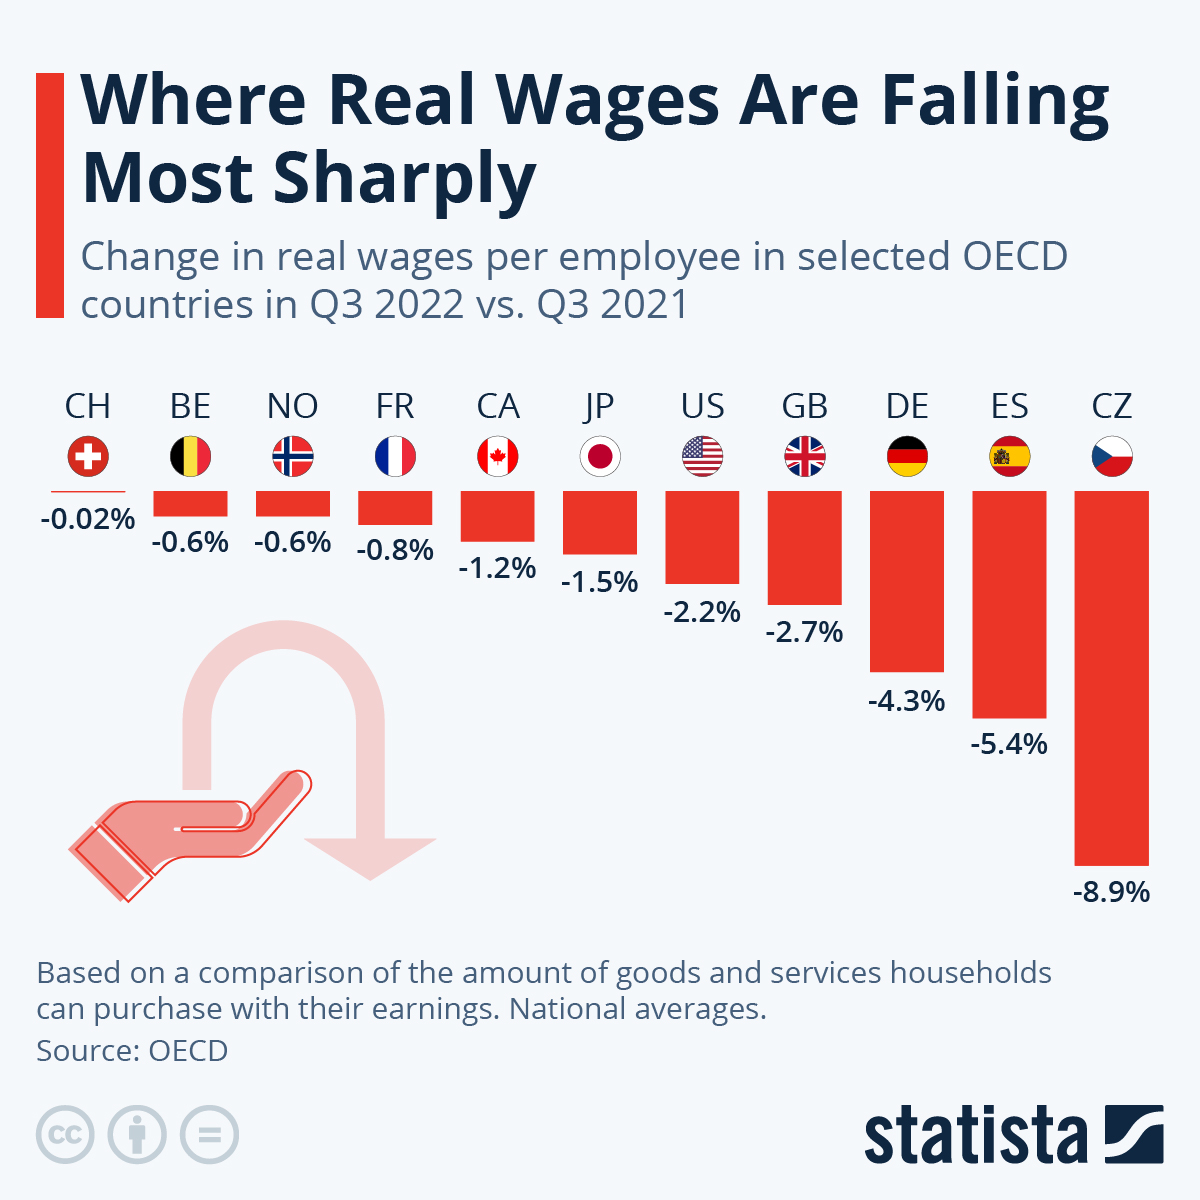 Where Real Wages Are Falling
Most Sharply
Change in real wages per employee in selected OECD
countries in Q3 2022 vs. Q3 2021
CH BE NO FR CA JP US GB DE ES CZ
-0.02% -0.6% -0.6% -0.8% -1.2% -1.5% -2.2% -2.7% -4.3% -5.4% -8.9%
Based on a comparison of the amount of goods and services households
can purchase with their earnings. National averages.
Source: OECD
cc
statista